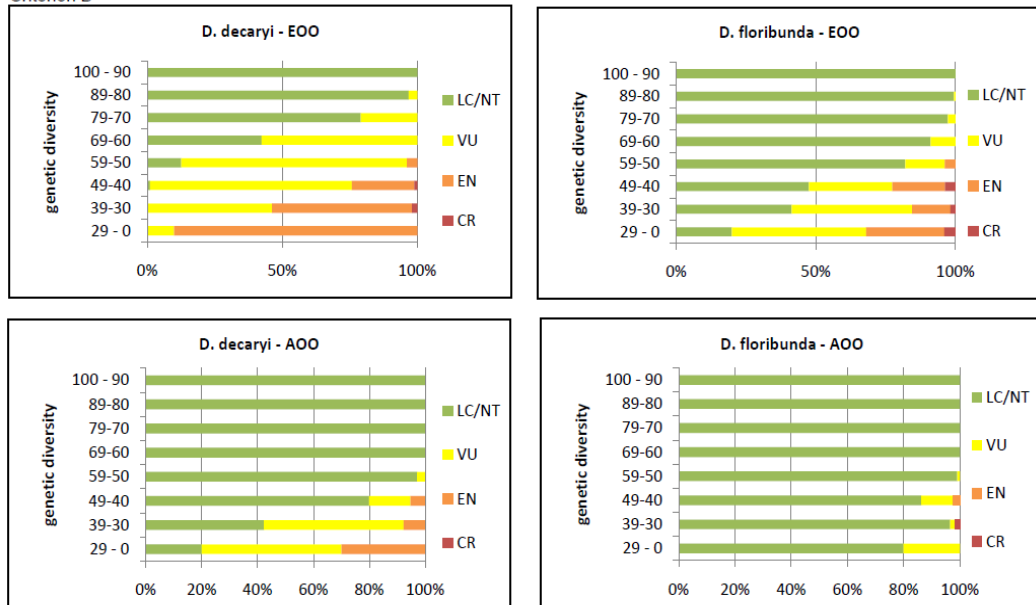 Criterion
D. decaryi - EOO
genetic diversity
100 - 90
89-80
79-70
69-60
59-50
49-40
39-30
29 - 0
0% 50% 100%
LC/NT
VU
EN
CR
D. floribunda - EOO
genetic diversity
100 - 90
89-80
79-70
69-60
59-50
49-40
39-30
29 - 0
0% 50% 100%
LC/NT
VU
EN
CR
D. decaryi - AOO
genetic diversity
100 - 90
89-80
79-70
69-60
59-50
49-40
39-30
29 - 0
0% 20% 40% 60% 80% 100%
LC/NT
VU
EN
CR
D. floribunda - AOO
genetic diversity
100 - 90
89-80
79-70
69-60
59-50
49-40
39-30
29 - 0
0% 20% 40% 60% 80% 100%
LC/NT
VU
EN
CR